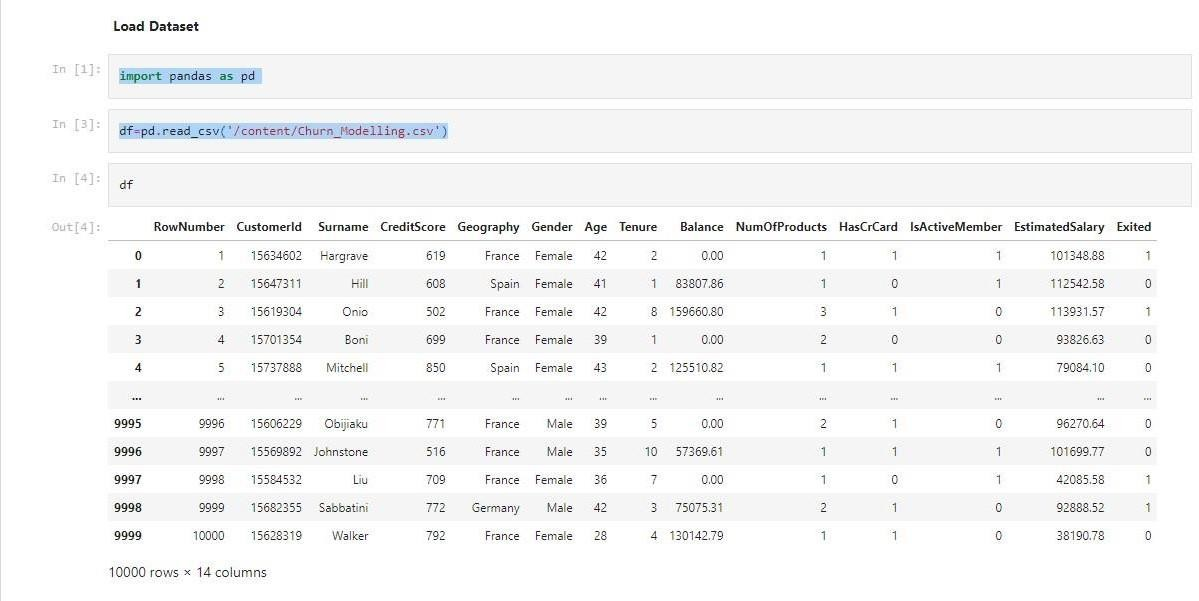 Load Dataset
In [1]: import pandas as pd
In [3]: df=pd.read_csv('/content/Churn_Modelling.csv')
In [4]: df
Out[4]: RowNumber CustomerId Surname CreditScore Geography Gender Age Tenure Balance NumOfProducts HasCrCard IsActiveMember EstimatedSalary Exited
0 1 15634602 Hargrave 619 France Female 42 2 0.00 1 1 1 101348.88 1
1 2 15647311 Hill 608 Spain Female 41 1 83807.86 1 0 1 112542.58 0
2 3 15619304 Onio 502 France Female 42 8 159660.80 3 1 0 113931.57 1
3 4 15701354 Boni 699 France Female 39 1 0.00 2 0 0 93826.63 0
4 5 15737888 Mitchell 850 Spain Female 43 2 125510.82 1 1 1 79084.10 0
... ... ... ... ... ... ... ... ... ... ... ... ... ... ...
9995 9996 15606229 Obijiaku 771 France Male 39 5 0.00 2 1 0 96270.64 0
9996 9997 15569892 Johnstone 516 France Male 35 10 57369.61 1 1 1 101699.77 0
9997 9998 15584532 Liu 709 France Female 36 7 0.00 1 0 1 42085.58 1
9998 9999 15682355 Sabbatini 772 Germany Male 42 3 75075.31 2 1 0 92888.52 1
9999 10000 15628319 Walker 792 France Female 28 4 130142.79 1 1 0 38190.78 0
10000 rows × 14 columns